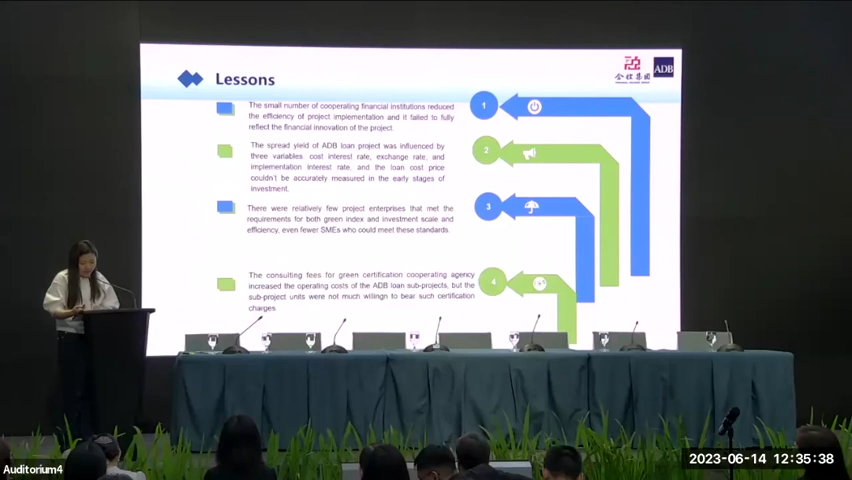 Lessons
合社集团
ADB
The small number of cooperating financial institutions reduced
the efficiency of project implementation and it failed to fully
reflect the financial innovation of the project.
1
The spread yield of ADB loan project was influenced by
three variables: cost interest rate, exchange rate, and
implementation interest rate, and the loan cost price
couldn't be accurately measured in the early stages of
investment.
2
There were relatively few project enterprises that met the
requirements for both green index and investment scale and
efficiency, even fewer SMEs who could meet these standards.
3
The consulting fees for green certification cooperating agency
increased the operating costs of the ADB loan sub-projects, but the
sub-project units were not much willingn to bear such certification
charges
4
Auditorium4
2023-06-14 12:35:38